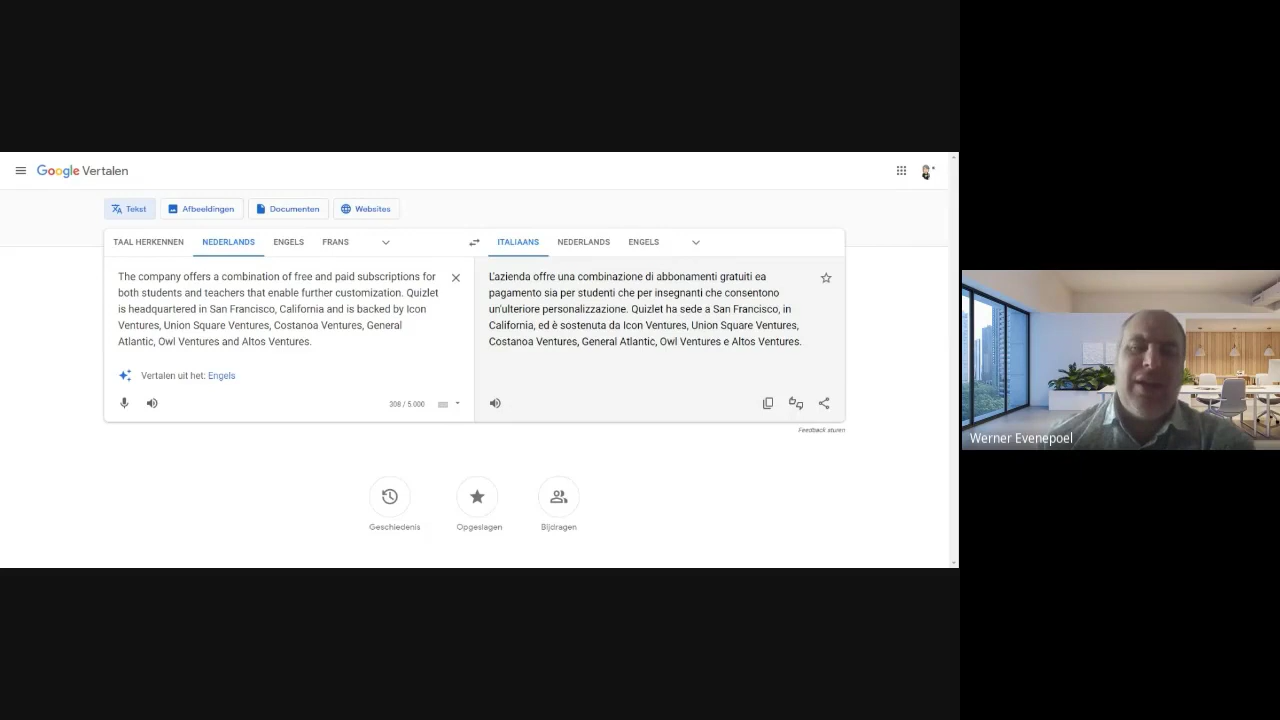 Google Vertalen
Tekst Afbeeldingen Documenten Websites
TAAL HERKENNEN NEDERLANDS ENGELS FRANS
ITALIAANS NEDERLANDS ENGELS
The company offers a combination of free and paid subscriptions for
both students and teachers that enable further customization. Quizlet
is headquartered in San Francisco, California and is backed by Icon
Ventures, Union Square Ventures, Costanoa Ventures, General
Atlantic, Owl Ventures and Altos Ventures.
Vertalen uit het: Engels
308 / 5.000
L'azienda offre una combinazione di abbonamenti gratuiti ea
pagamento sia per studenti che per insegnanti che consentono
un'ulteriore personalizzazione. Quizlet ha sede a San Francisco, in
California, ed è sostenuta da Icon Ventures, Union Square Ventures,
Costanoa Ventures, General Atlantic, Owl Ventures e Altos Ventures.
Feedback sturen
Geschiedenis Opgeslagen Bijdragen
Werner Evenepoel